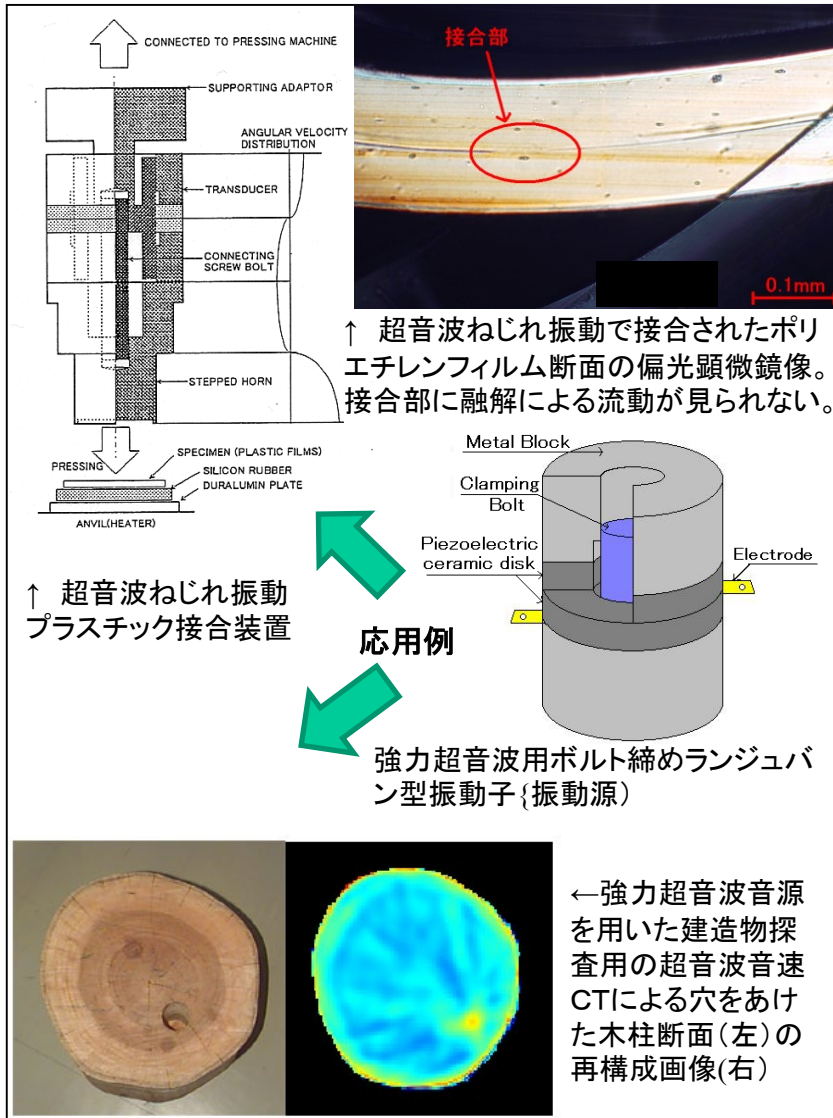 CONNECTED TO PRESSING MACHINE
SUPPORTING ADAPTOR
ANGULAR VELOCITY
DISTRIBUTION
TRANSDUCER
CONNECTING
SCREW BOLT
STEPPED HORN
PRESSING
SPECIMEN (PLASTIC FILMS)
SILICON RUBBER
DURALUMIN PLATE
ANVIL(HEATER)
↑ 超音波ねじれ振動
プラスチック接合装置
接合部
0.1mm
↑ 超音波ねじれ振動で接合されたポリ
エチレンフィルム断面の偏光顕微鏡像。
接合部に融解による流動が見られない。
Metal Block
Clamping
Bolt
Piezoelectric
ceramic disk
Electrode
応用例
強力超音波用ボルト締めランジュバ
ン型振動子{振動源）
←強力超音波音源
を用いた建造物探
査用の超音波音速
CTによる穴をあけ
た木柱断面（左）の
再構成画像(右）